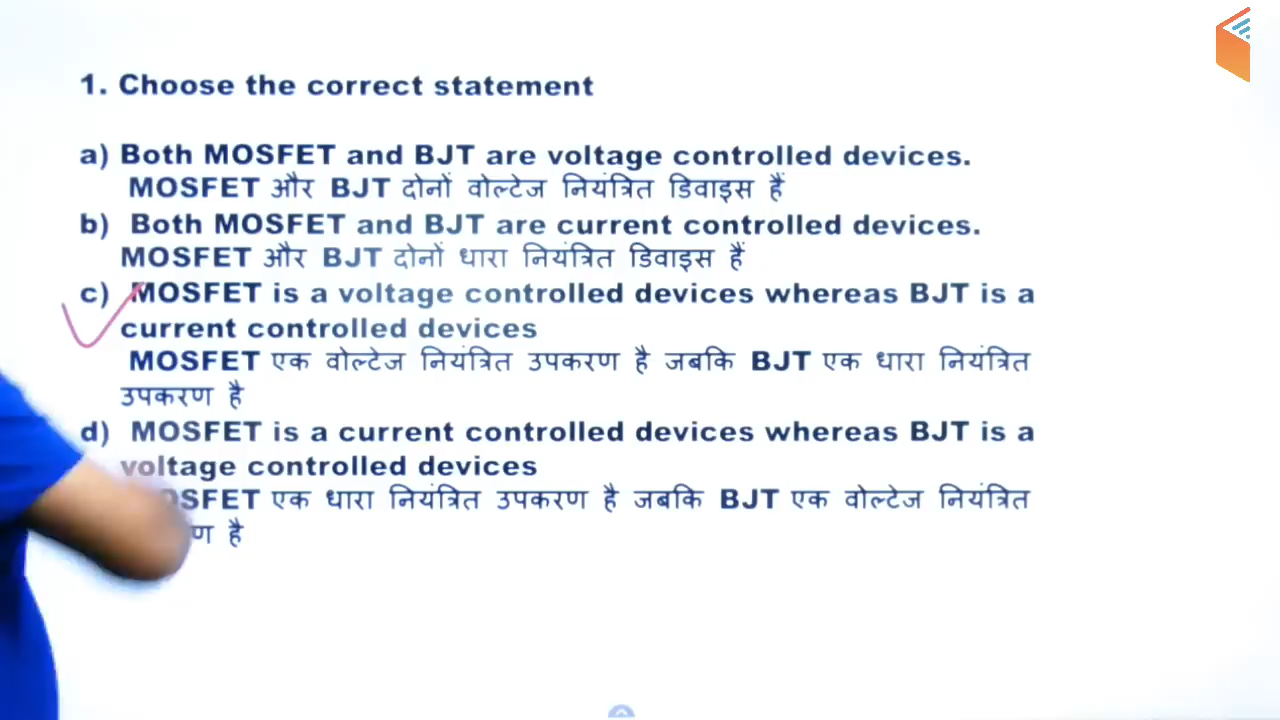 1. Choose the correct statement
a) Both MOSFET and BJT are voltage controlled devices.
MOSFET और BJT दोनों वोल्टेज नियंत्रित डिवाइस हैं
b) Both MOSFET and BJT are current controlled devices.
MOSFET और BJT दोनों धारा नियंत्रित डिवाइस हैं
c) MOSFET is a voltage controlled devices whereas BJT is a
current controlled devices
MOSFET एक वोल्टेज नियंत्रित उपकरण है जबकि BJT एक धारा नियंत्रित
उपकरण है
d) MOSFET is a current controlled devices whereas BJT is a
voltage controlled devices
एक धारा नियंत्रित उपकरण है जबकि BJT एक वोल्टेज नियंत्रित
है